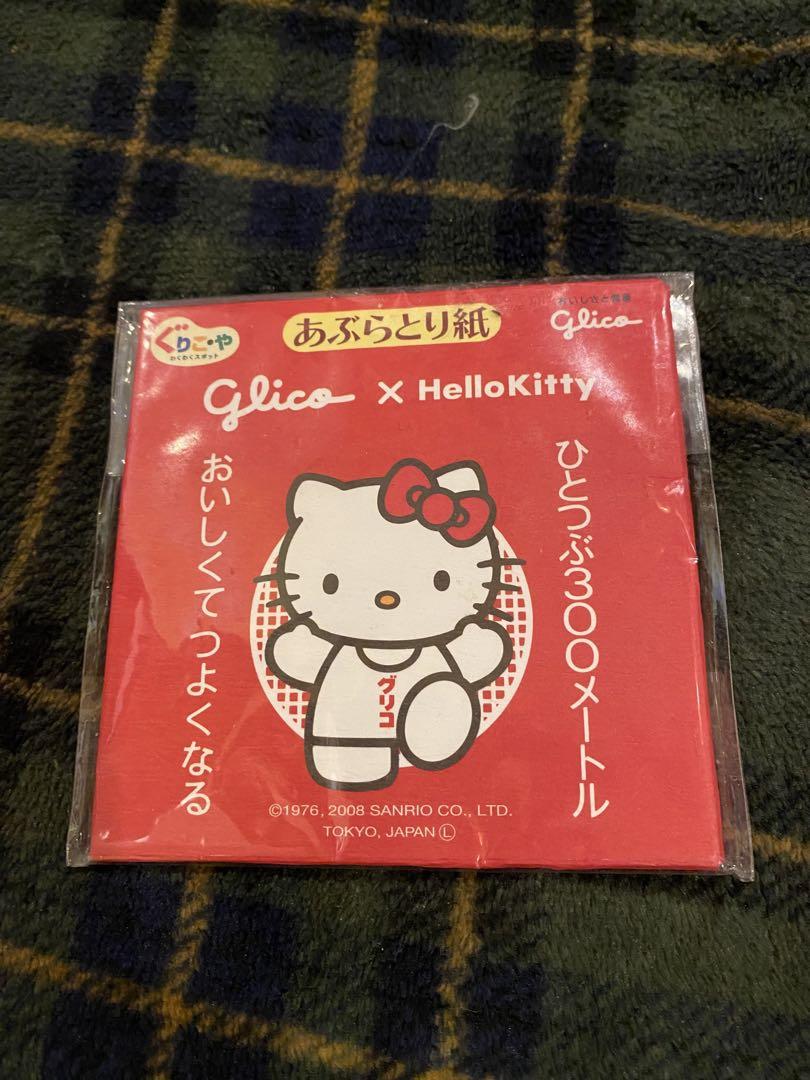 ぐりこ・や
わくわくスポット
あぶらとり紙
おいしさと健康
Glico
Glico × HelloKitty
ひとつぶ300メートル
おいしくてつよくなる
グリコ
©1976, 2008 SANRIO CO., LTD.
TOKYO, JAPAN Ⓛ